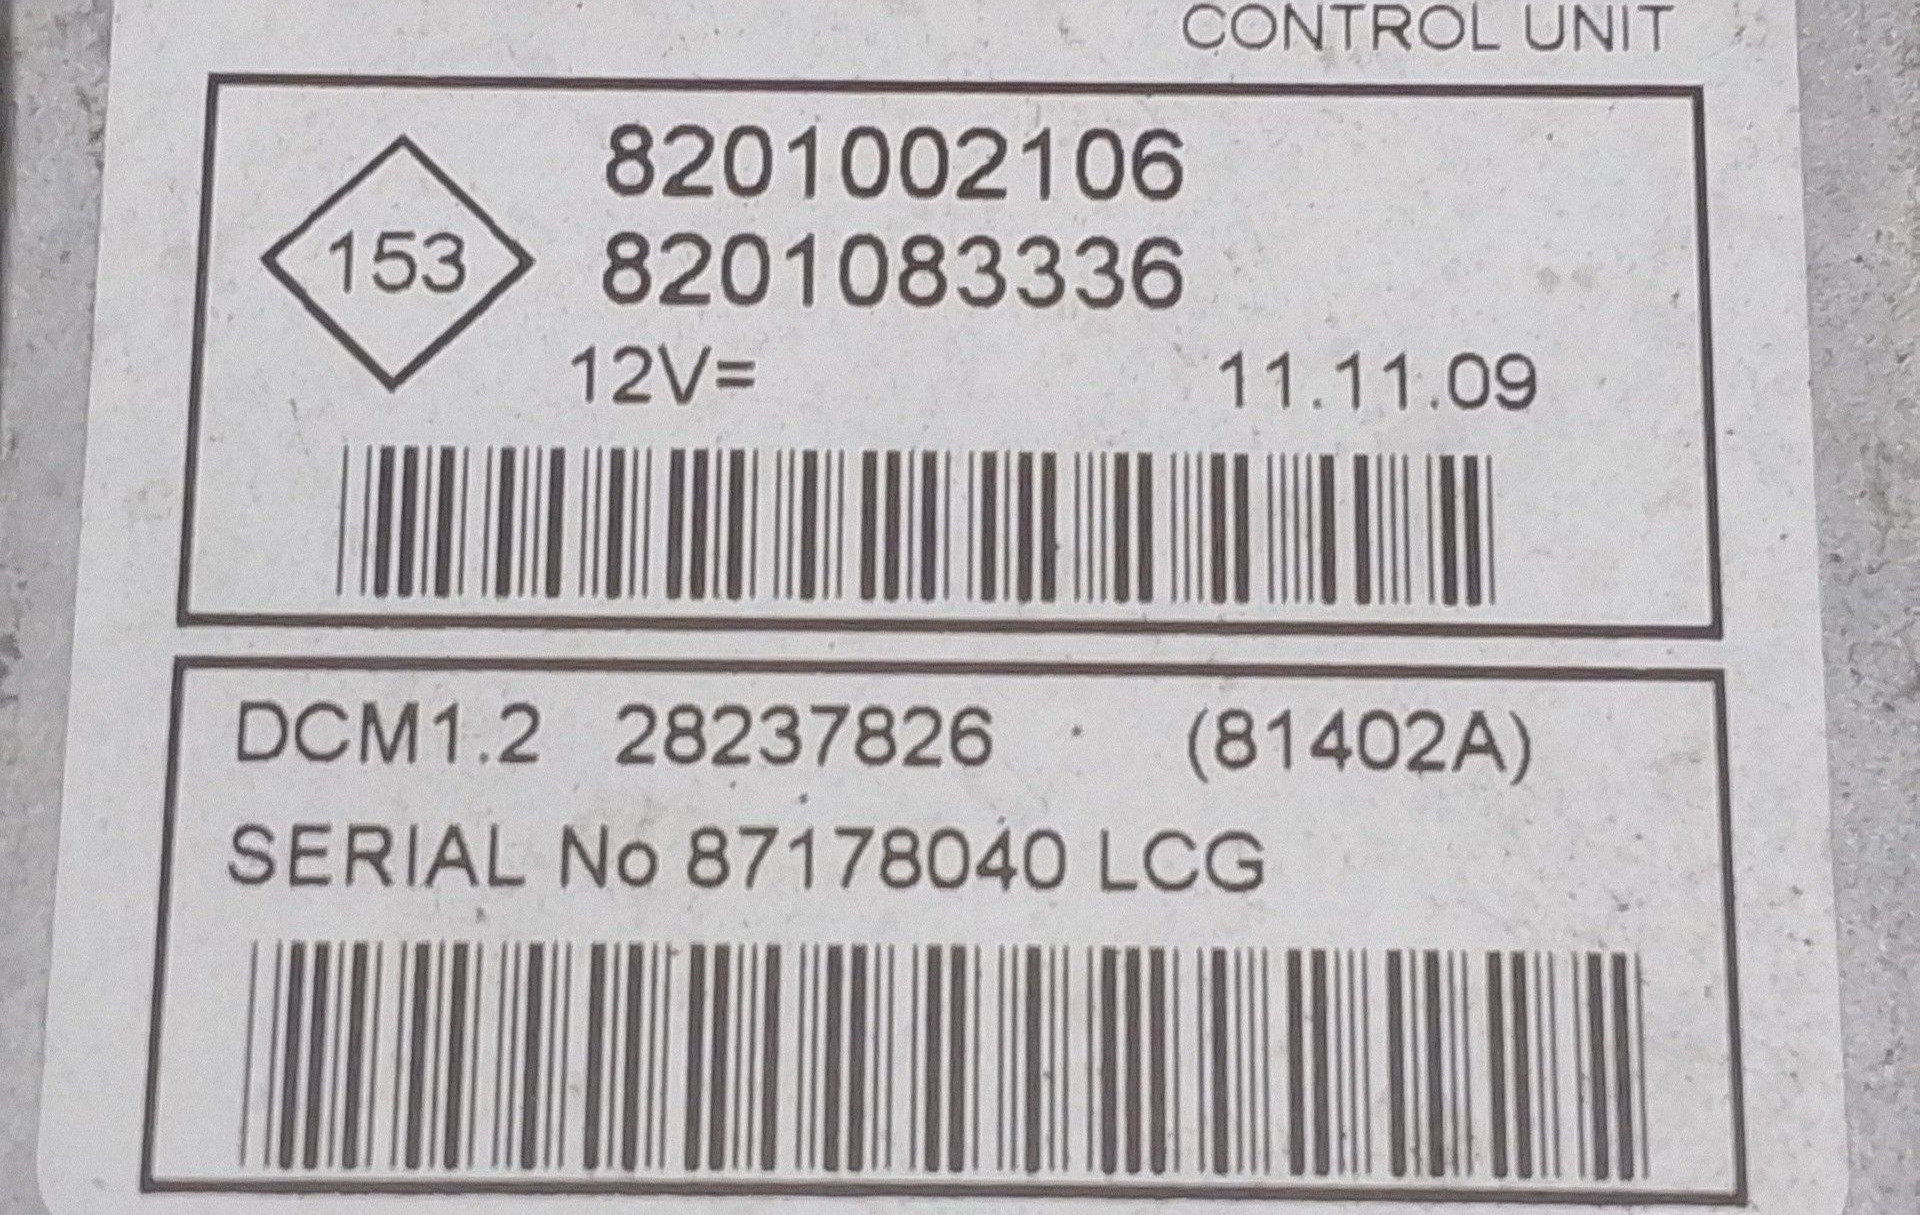 CONTROL UNIT
153
8201002106
8201083336
12V=
11.11.09
DCM1.2 28237826 (81402A)
SERIAL No 87178040 LCG